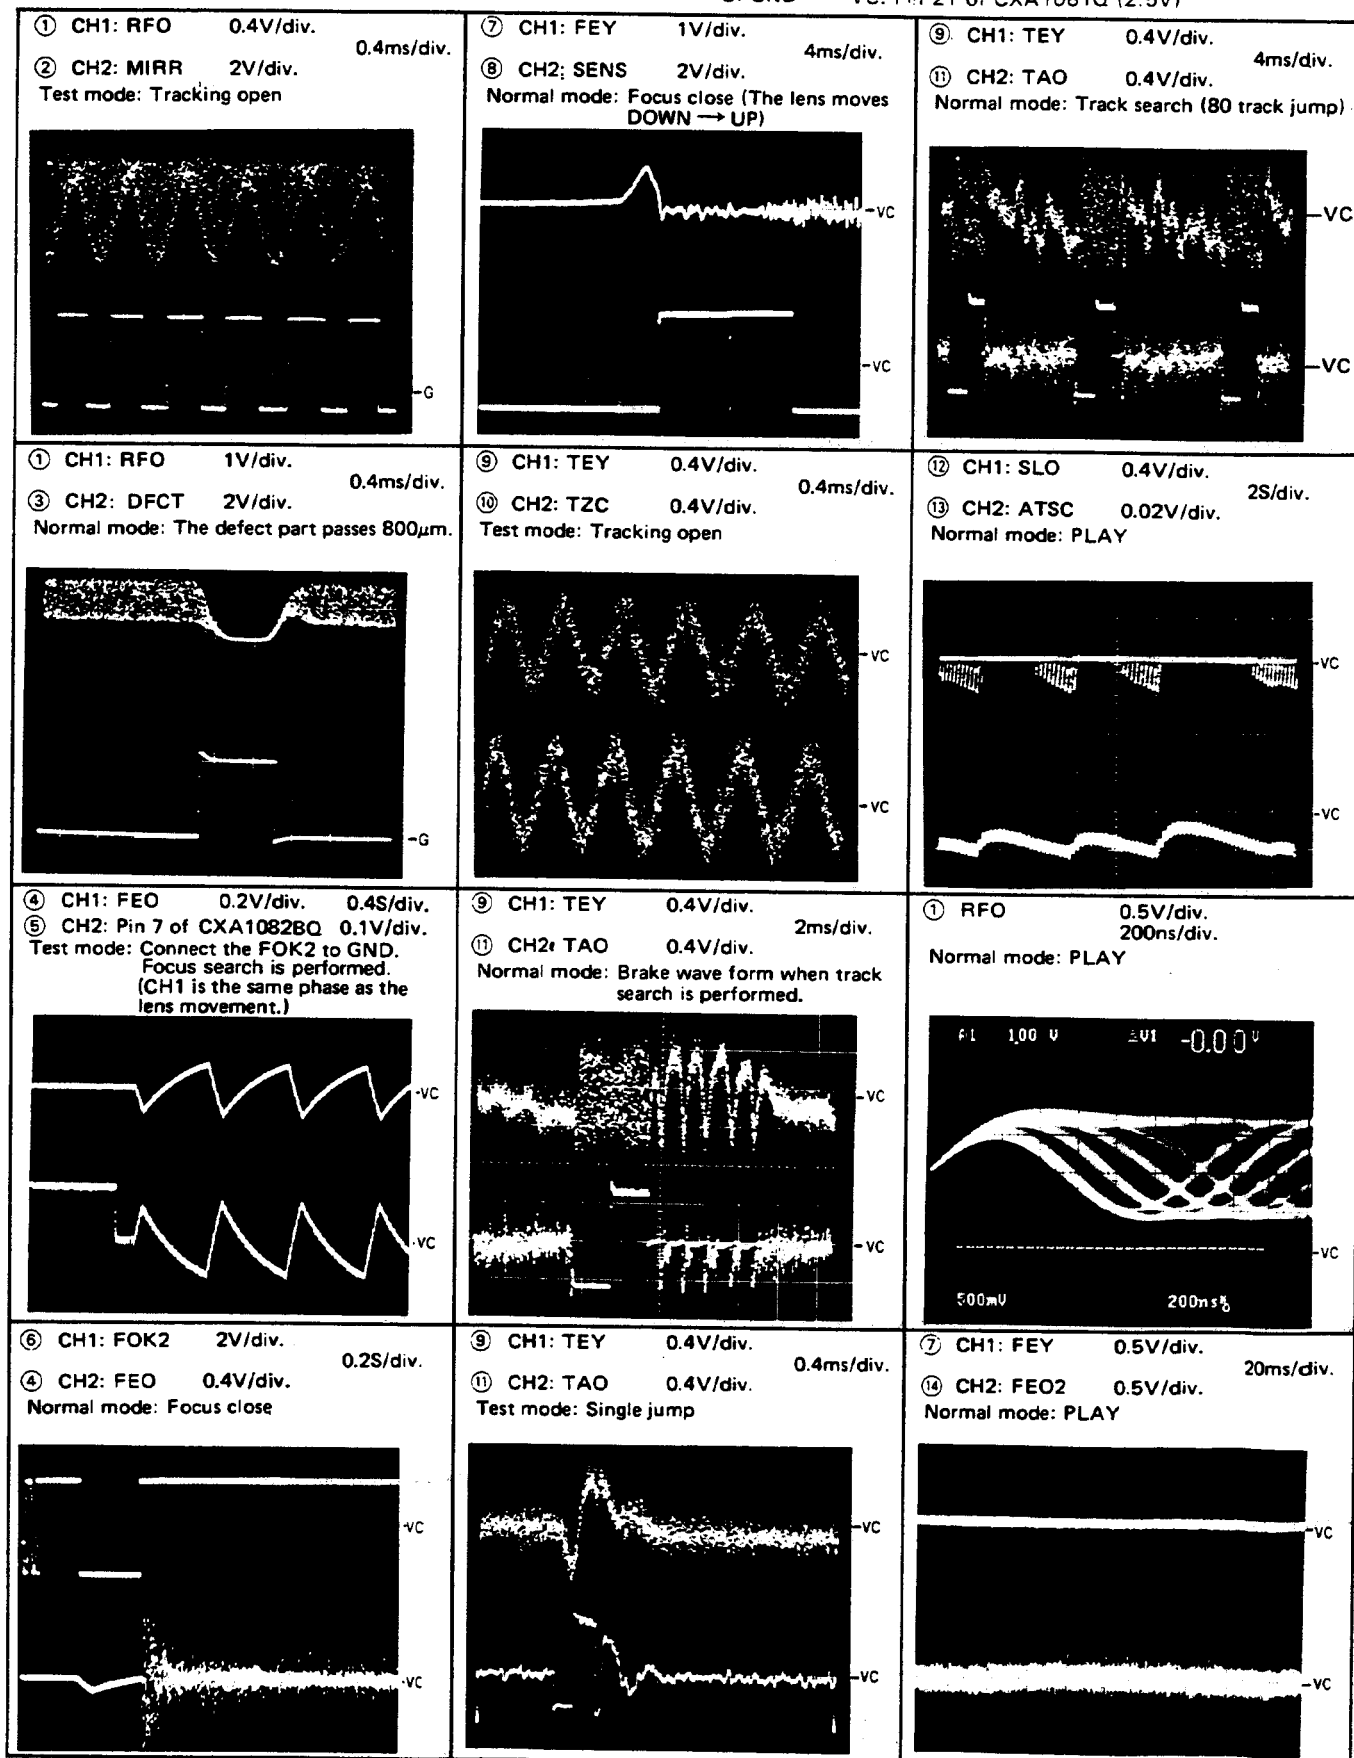 VC: Pin 21 of CXA1081Q (2.5V)
① CH1: RFO 0.4V/div.
0.4ms/div.
② CH2: MIRR 2V/div.
Test mode: Tracking open
G
⑦ CH1: FEY 1V/div.
4ms/div.
⑧ CH2: SENS 2V/div.
Normal mode: Focus close (The lens moves
DOWN → UP)
VC
VC
⑨ CH1: TEY 0.4V/div.
4ms/div.
⑪ CH2: TAO 0.4V/div.
Normal mode: Track search (80 track jump)
VC
VC
① CH1: RFO 1V/div.
0.4ms/div.
③ CH2: DFCT 2V/div.
Normal mode: The defect part passes 800μm.
G
⑨ CH1: TEY 0.4V/div.
0.4ms/div.
⑩ CH2: TZC 0.4V/div.
Test mode: Tracking open
VC
VC
⑫ CH1: SLO 0.4V/div.
2S/div.
⑬ CH2: ATSC 0.02V/div.
Normal mode: PLAY
VC
VC
④ CH1: FEO 0.2V/div. 0.4S/div.
⑤ CH2: Pin 7 of CXA1082BQ 0.1V/div.
Test mode: Connect the FOK2 to GND.
Focus search is performed.
(CH1 is the same phase as the
lens movement.)
VC
VC
⑨ CH1: TEY 0.4V/div.
2ms/div.
⑪ CH2: TAO 0.4V/div.
Normal mode: Brake wave form when track
search is performed.
VC
VC
① RFO 0.5V/div.
200ns/div.
Normal mode: PLAY
1.00 V ΔV1 -0.00 V
VC
500mV 200ns
⑥ CH1: FOK2 2V/div.
0.2S/div.
④ CH2: FEO 0.4V/div.
Normal mode: Focus close
VC
VC
⑨ CH1: TEY 0.4V/div.
0.4ms/div.
⑪ CH2: TAO 0.4V/div.
Test mode: Single jump
VC
VC
⑦ CH1: FEY 0.5V/div.
20ms/div.
⑭ CH2: FEO2 0.5V/div.
Normal mode: PLAY
VC
VC